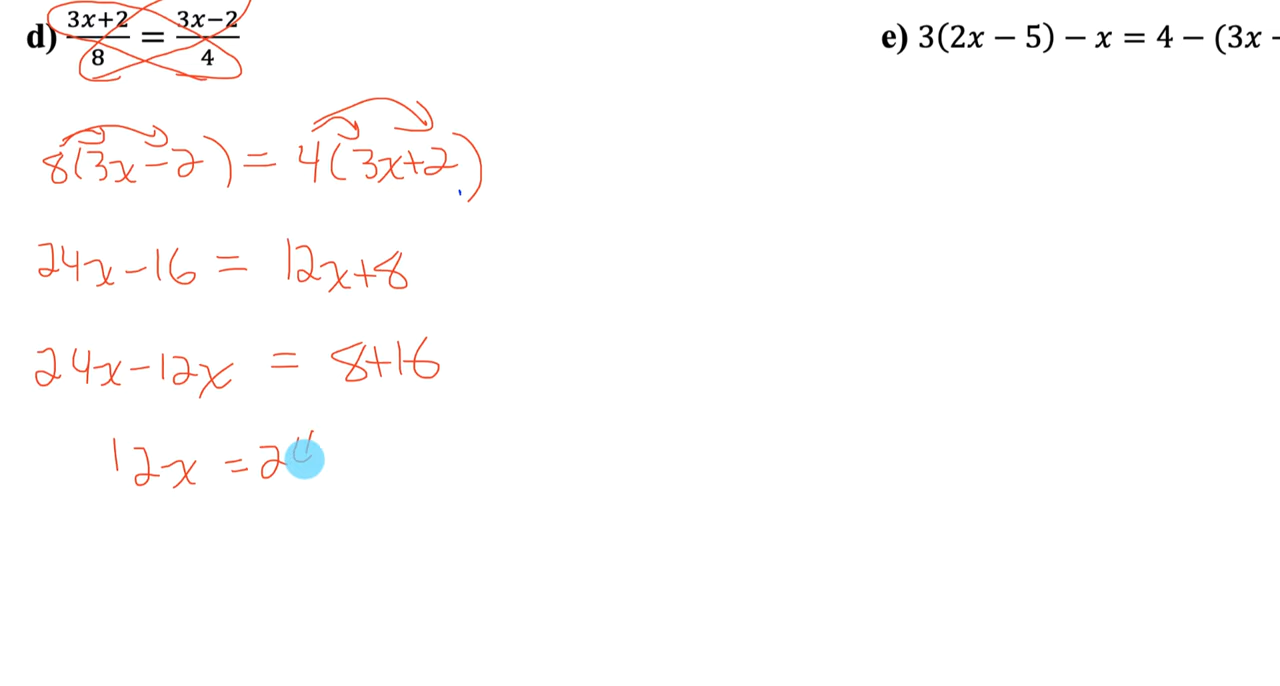 d) (3x+2)/8 = (3x−2)/4
e) 3(2x − 5) − x = 4 − (3x −
8(3x−2) = 4(3x+2)
24x−16 = 12x+8
24x−12x = 8+16
12x = 24